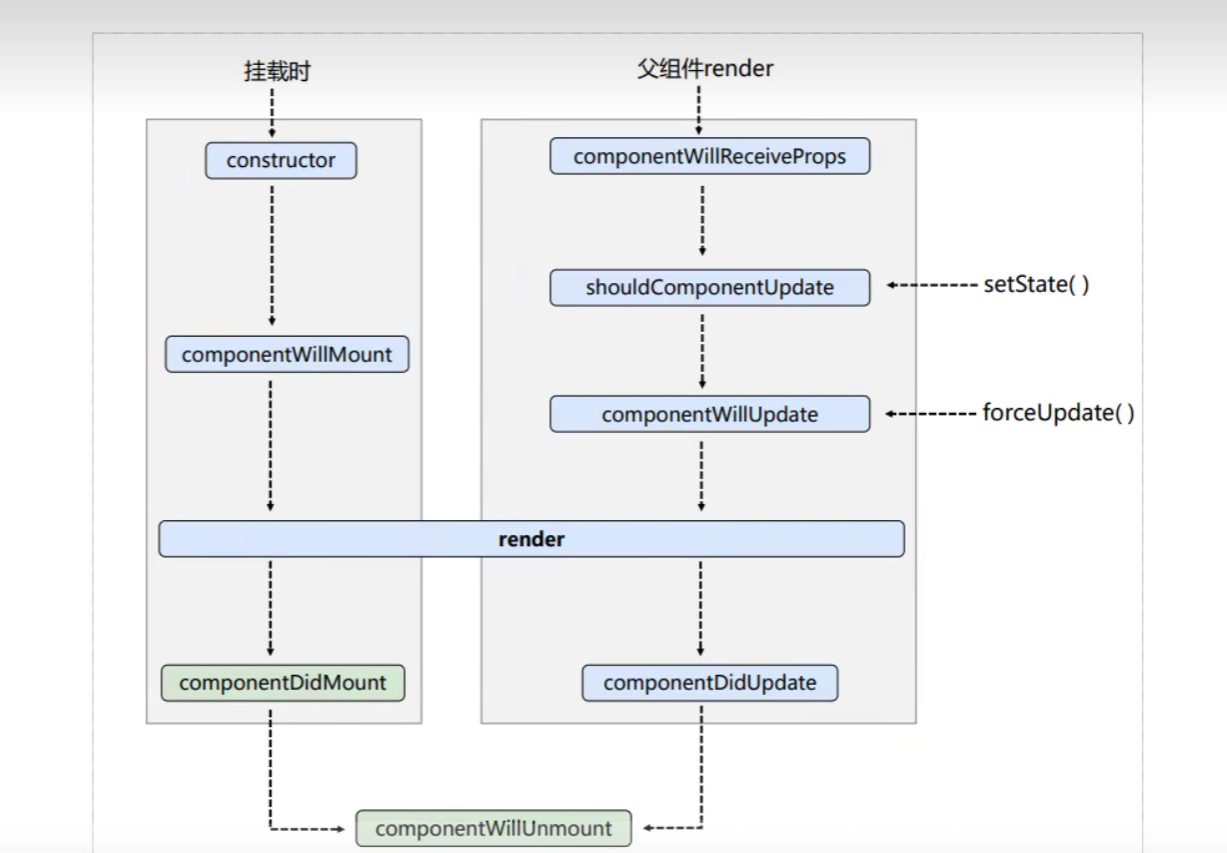 挂载时
父组件render
constructor
componentWillReceiveProps
shouldComponentUpdate
setState( )
componentWillMount
componentWillUpdate
forceUpdate( )
render
componentDidMount
componentDidUpdate
componentWillUnmount